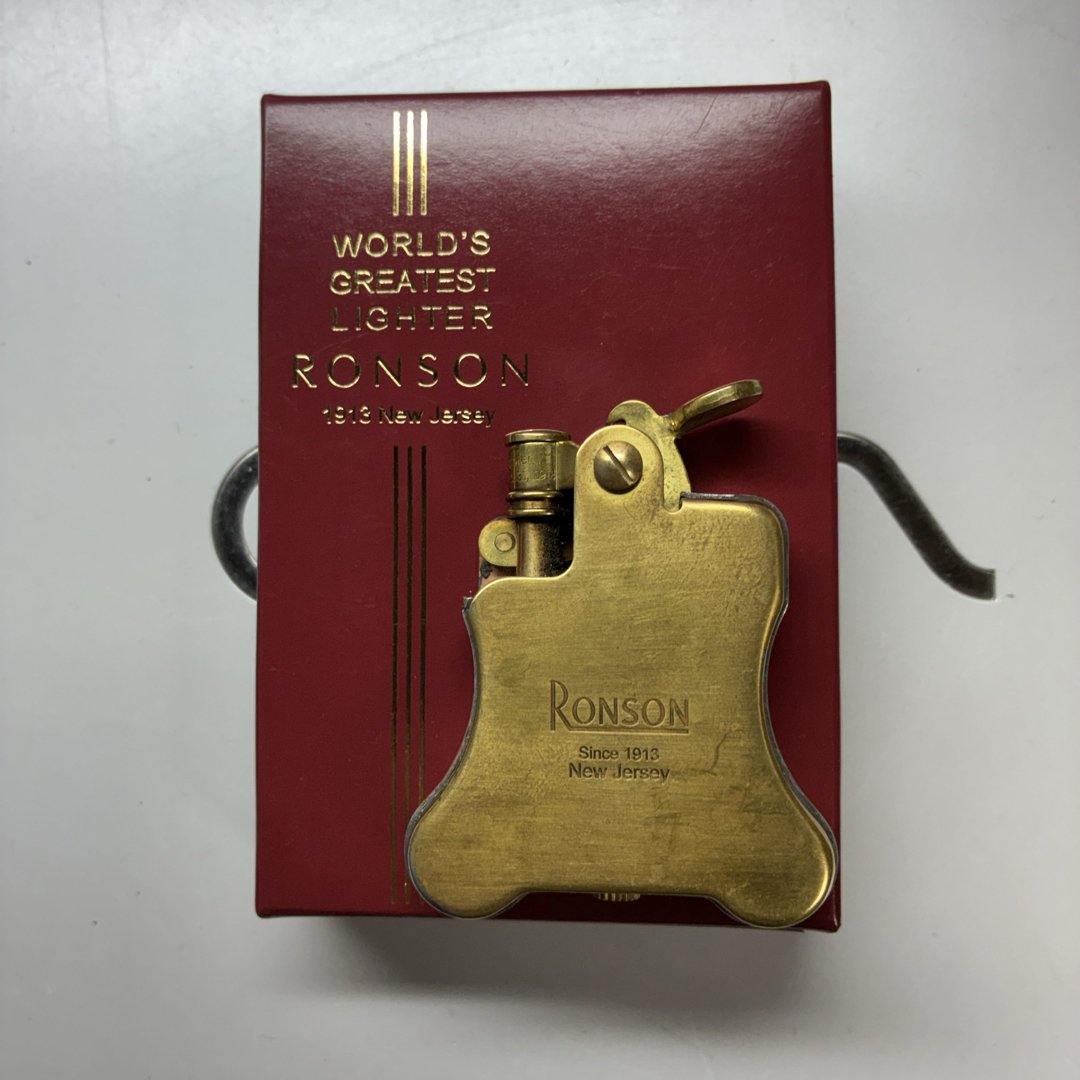 WORLD'S
GREATEST
LIGHTER
RONSON
1913 New Jersey
RONSON
Since 1913
New Jersey